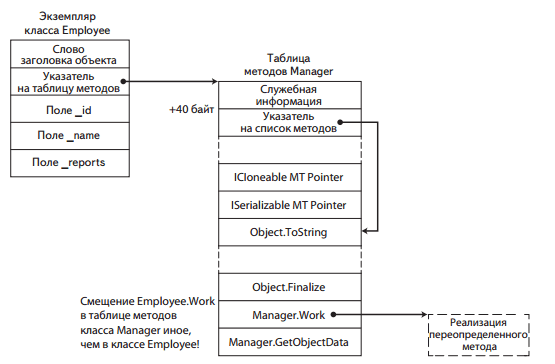 Экземпляр
класса Employee
Слово
заголовка объекта
Указатель
на таблицу методов
Поле _id
Поле _name
Поле _reports
Таблица
методов Manager
Служебная
информация
+40 байт
Указатель
на список методов
ICloneable MT Pointer
ISerializable MT Pointer
Object.ToString
Object.Finalize
Manager.Work
Manager.GetObjectData
Смещение Employee.Work
в таблице методов
класса Manager иное,
чем в классе Employee!
Реализация
переопределенного
метода